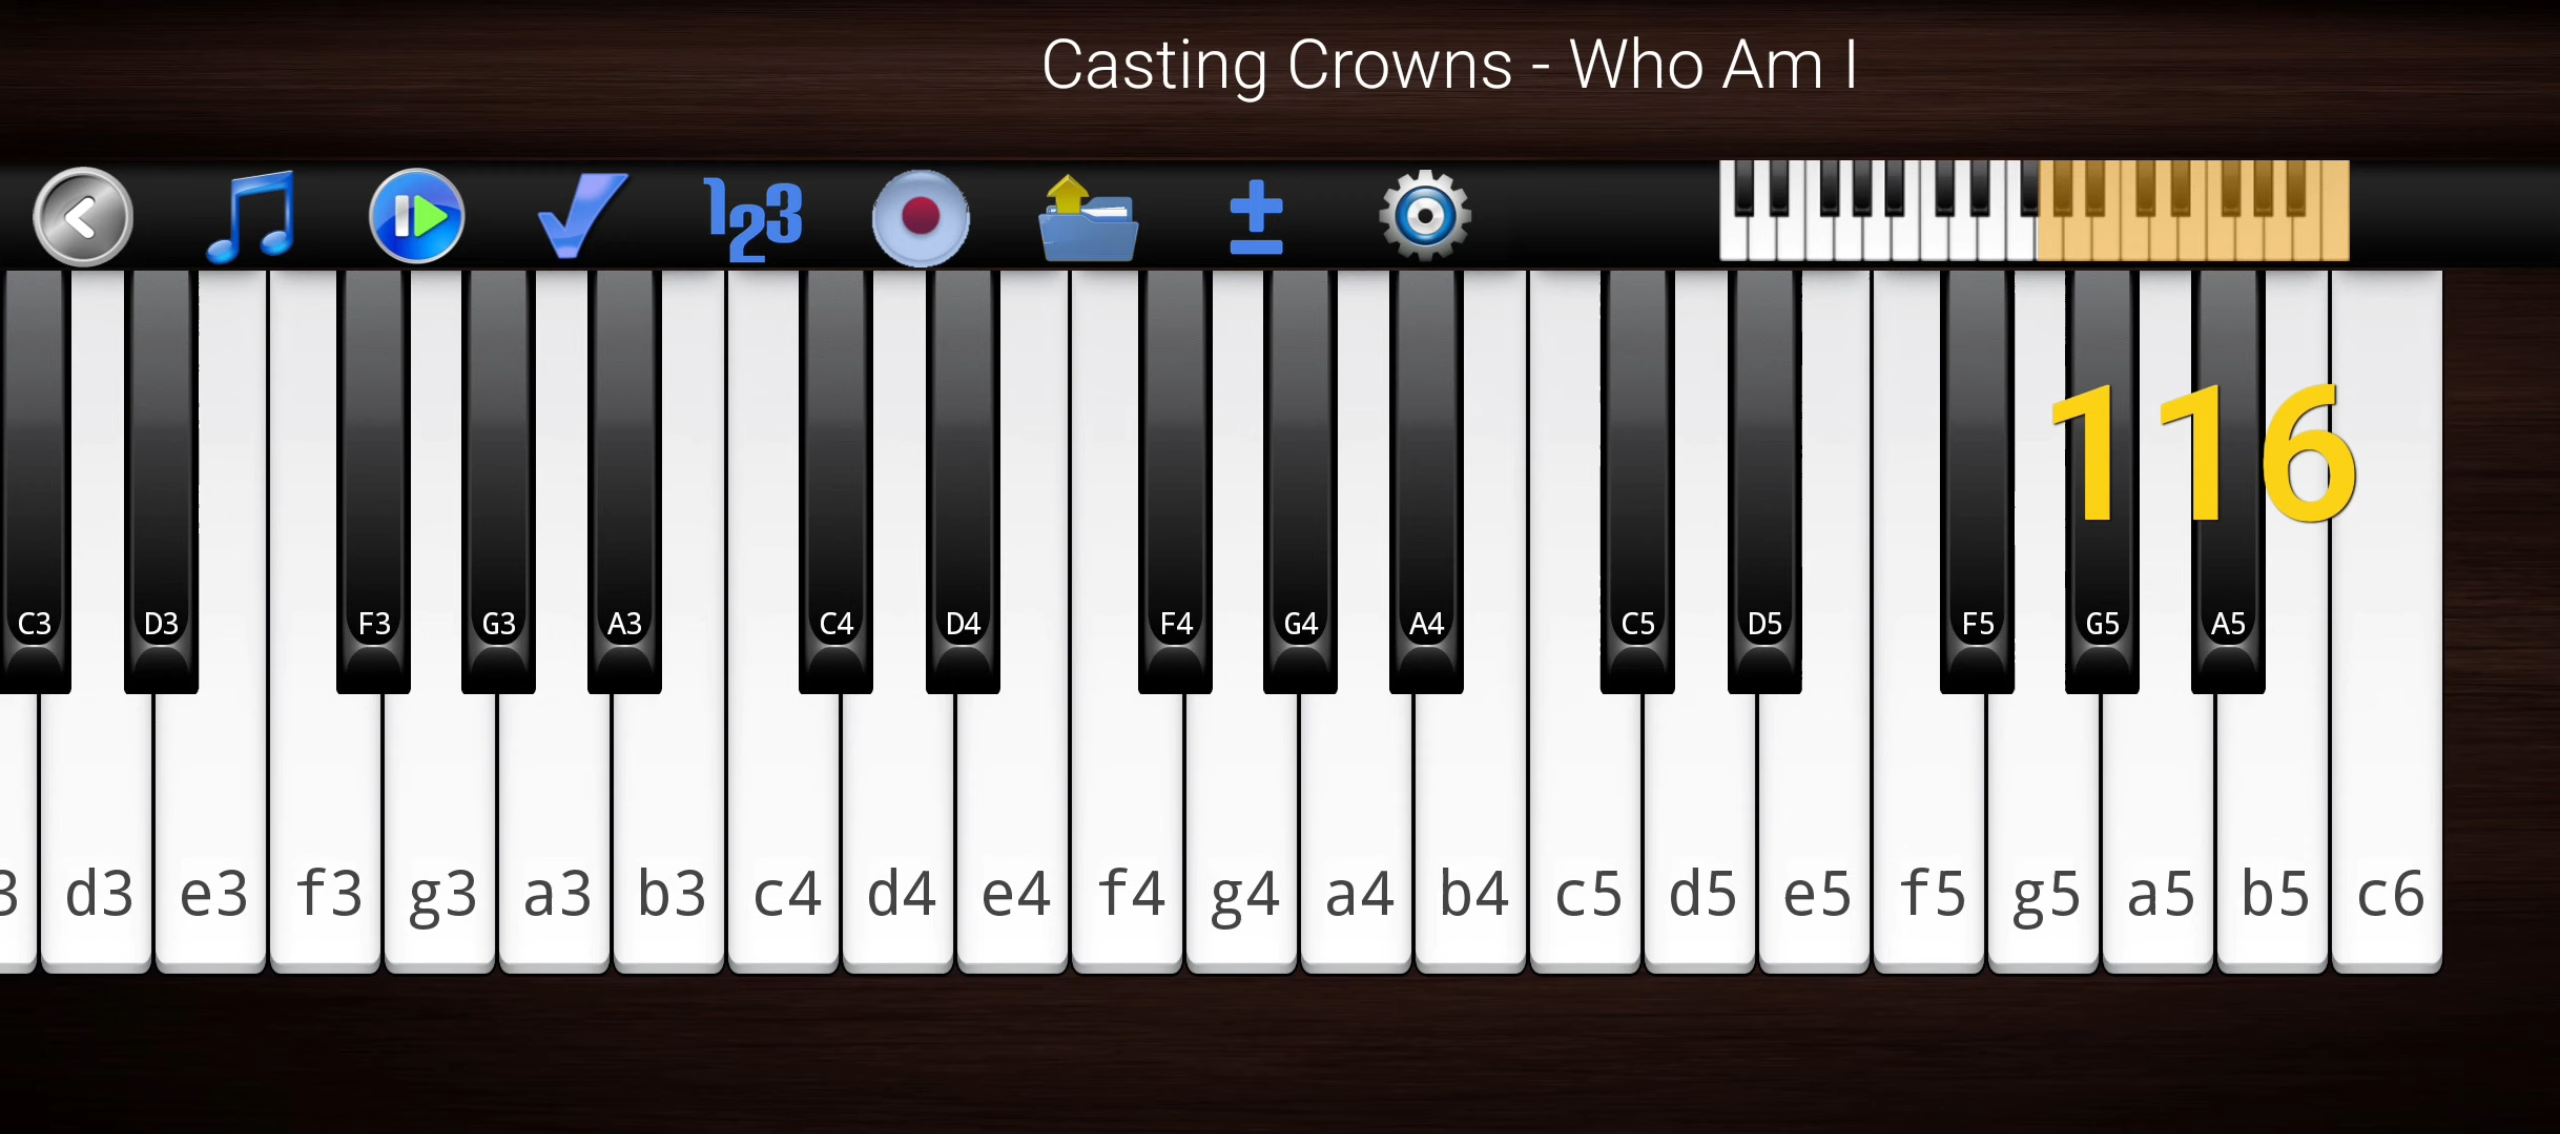 Casting Crowns - Who Am I
123
116
C3 D3 F3 G3 A3 C4 D4 F4 G4 A4 C5 D5 F5 G5 A5
3 d3 e3 f3 g3 a3 b3 c4 d4 e4 f4 g4 a4 b4 c5 d5 e5 f5 g5 a5 b5 c6